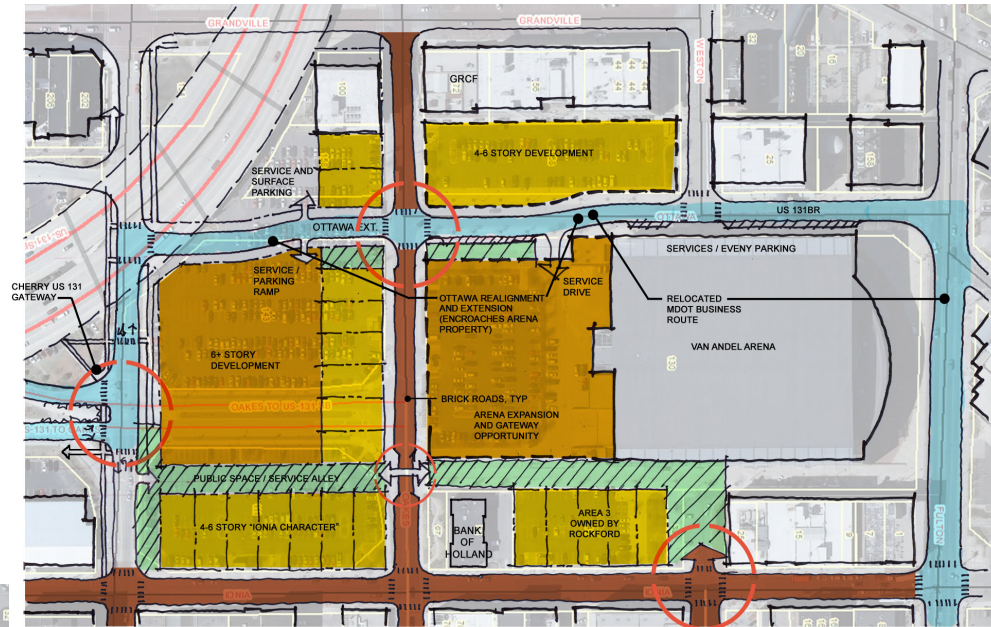 GRANDVILLE
GRANDVILLE
WESTON
GRCF
4-6 STORY DEVELOPMENT
SERVICE AND
SURFACE
PARKING
OTTAWA EXT.
OTTAWA
US 131BR
SERVICES / EVENY PARKING
SERVICE /
PARKING
RAMP
SERVICE
DRIVE
CHERRY US 131
GATEWAY
OTTAWA REALIGNMENT
AND EXTENSION
(ENCROACHES ARENA
PROPERTY)
RELOCATED
MDOT BUSINESS
ROUTE
VAN ANDEL ARENA
6+ STORY
DEVELOPMENT
BRICK ROADS, TYP
OAKES TO US-131
ARENA EXPANSION
AND GATEWAY
OPPORTUNITY
PUBLIC SPACE / SERVICE ALLEY
4-6 STORY "IONIA CHARACTER"
BANK
OF
HOLLAND
AREA 3
OWNED BY
ROCKFORD
FULTON
IONIA
IONIA